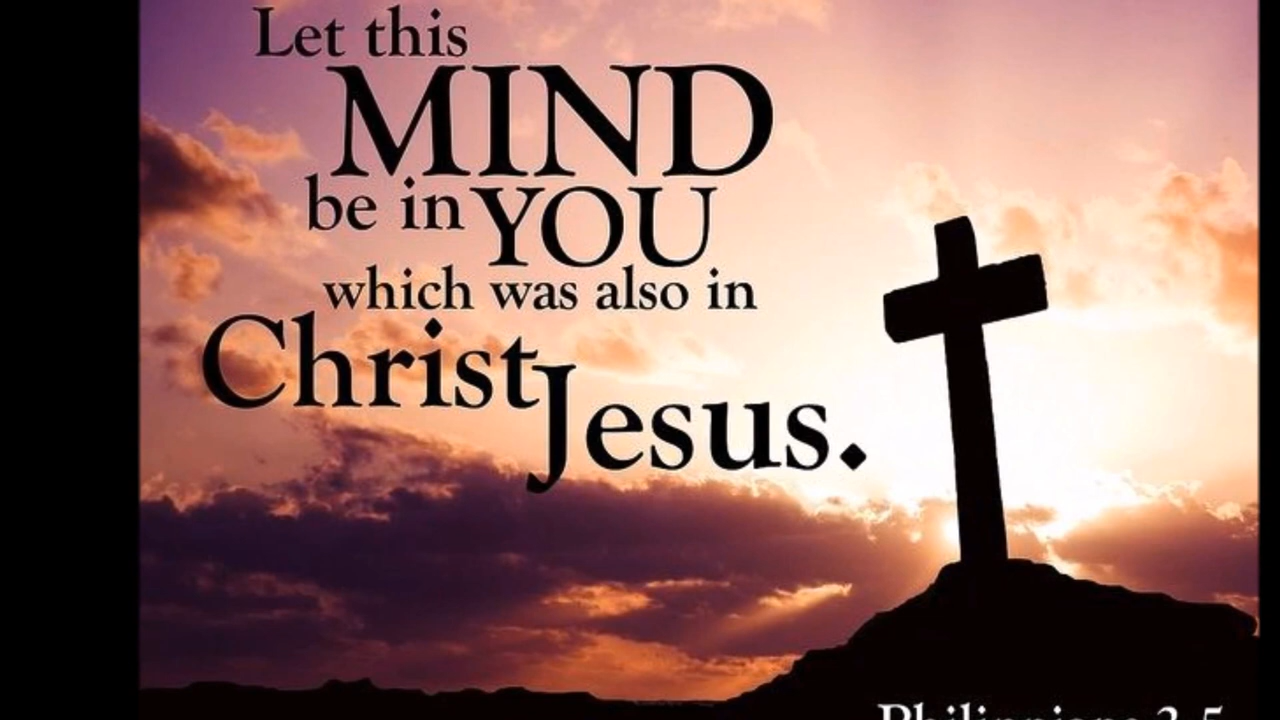 Let this
MIND
be in YOU
which was also in
Christ
Jesus.